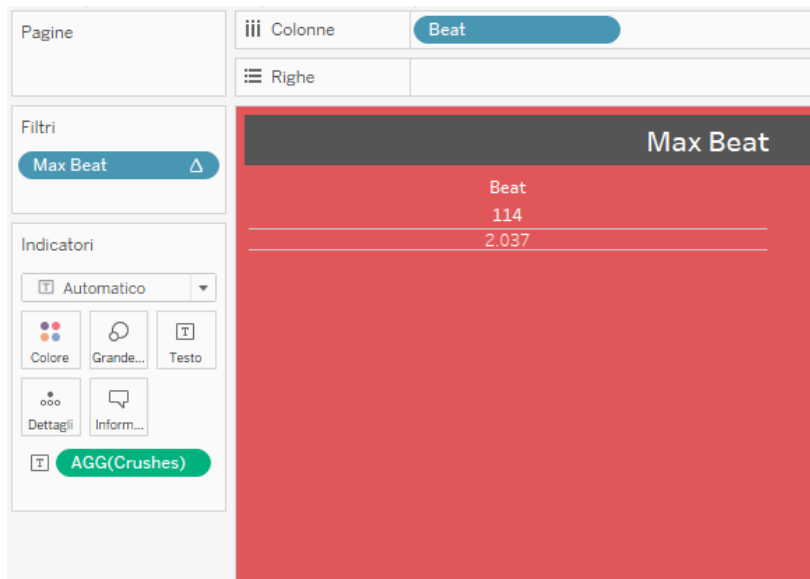 Pagine
Colonne
Beat
Righe
Filtri
Max Beat
Max Beat
Beat
114
2.037
Indicatori
Automatico
Colore
Grande...
Testo
Dettagli
Inform...
AGG(Crushes)